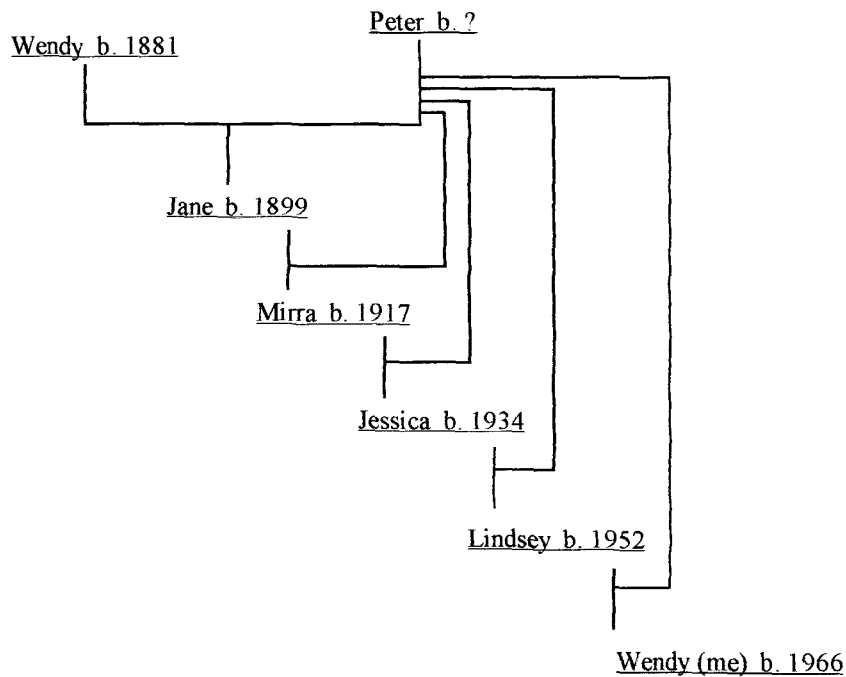 Peter b. ?
Wendy b. 1881
Jane b. 1899
Mirra b. 1917
Jessica b. 1934
Lindsey b. 1952
Wendy (me) b. 1966